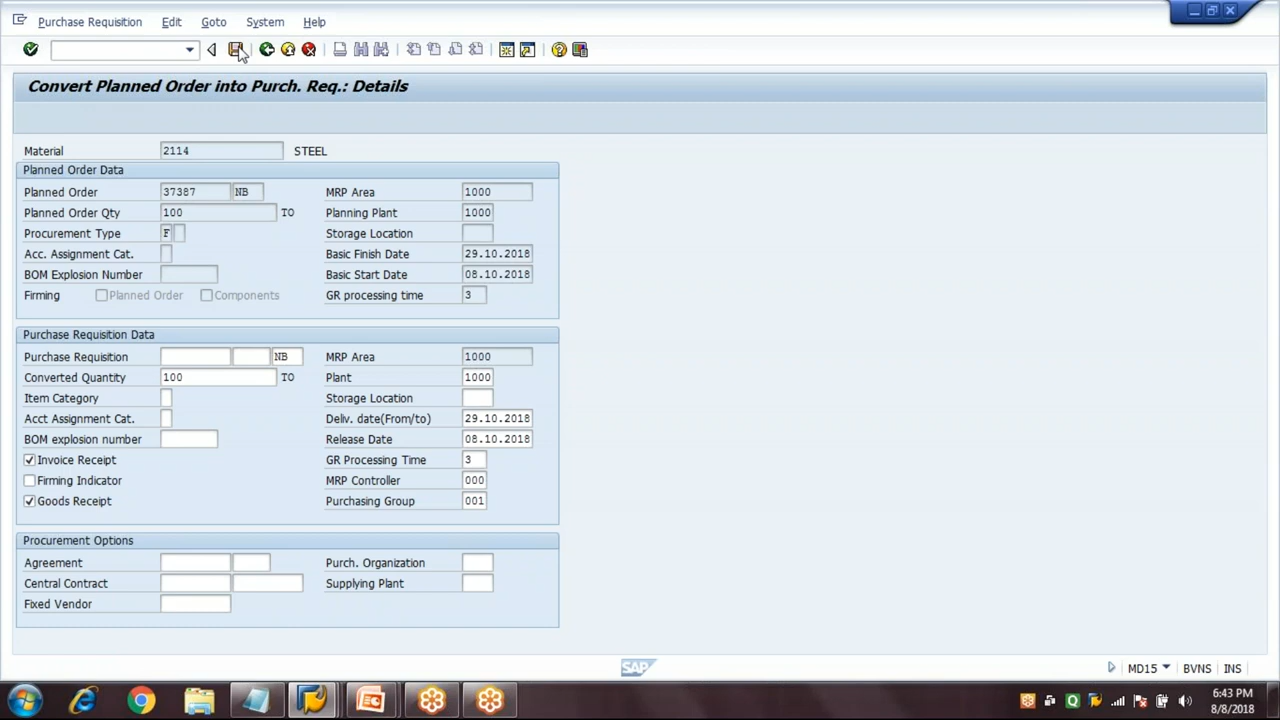 Purchase Requisition Edit Goto System Help
Convert Planned Order into Purch. Req.: Details
Material 2114 STEEL
Planned Order Data
Planned Order 37387 NB MRP Area 1000
Planned Order Qty 100 TO Planning Plant 1000
Procurement Type F Storage Location
Acc. Assignment Cat. Basic Finish Date 29.10.2018
BOM Explosion Number Basic Start Date 08.10.2018
Firming Planned Order Components GR processing time 3
Purchase Requisition Data
Purchase Requisition NB MRP Area 1000
Converted Quantity 100 TO Plant 1000
Item Category Storage Location
Acct Assignment Cat. Deliv. date(From/to) 29.10.2018
BOM explosion number Release Date 08.10.2018
Invoice Receipt GR Processing Time 3
Firming Indicator MRP Controller 000
Goods Receipt Purchasing Group 001
Procurement Options
Agreement Purch. Organization
Central Contract Supplying Plant
Fixed Vendor
SAP MD15 BVNS INS
6:43 PM
8/8/2018